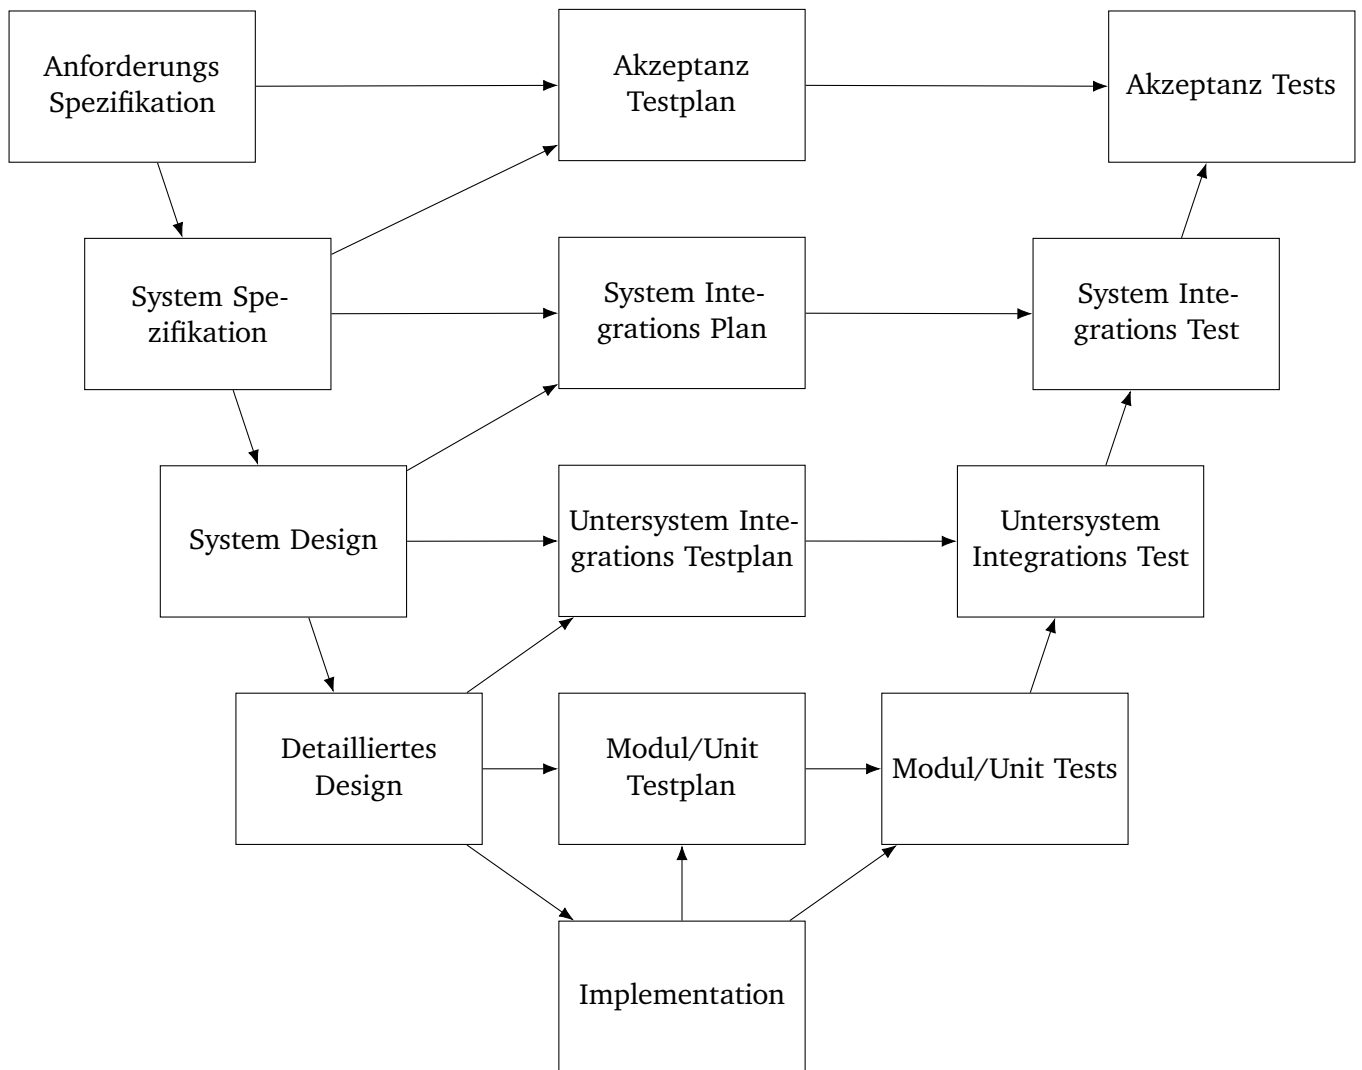 Anforderungs
Spezifikation
Akzeptanz
Testplan
Akzeptanz Tests
System Spe-
zifikation
System Inte-
grations Plan
System Inte-
grations Test
System Design
Untersystem Inte-
grations Testplan
Untersystem
Integrations Test
Detailliertes
Design
Modul/Unit
Testplan
Modul/Unit Tests
Implementation